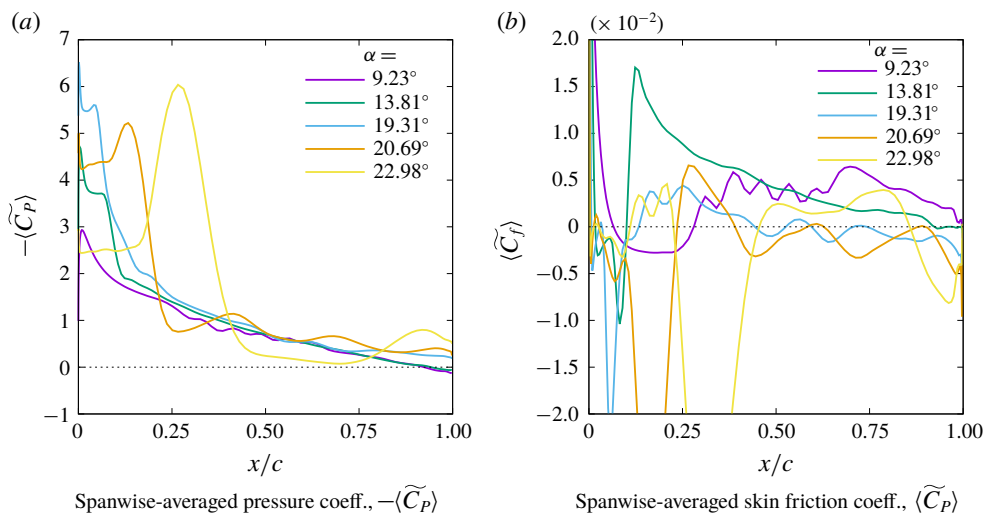 (a)
7
6
5
4
3
2
1
0
−1
−⟨C̃_P⟩
α =
9.23°
13.81°
19.31°
20.69°
22.98°
0 0.25 0.50 0.75 1.00
x/c
Spanwise-averaged pressure coeff., −⟨C̃_P⟩
(b) (× 10⁻²)
2.0
1.5
1.0
0.5
0
−0.5
−1.0
−1.5
−2.0
⟨C̃_f⟩
α =
9.23°
13.81°
19.31°
20.69°
22.98°
0 0.25 0.50 0.75 1.00
x/c
Spanwise-averaged skin friction coeff., ⟨C̃_P⟩